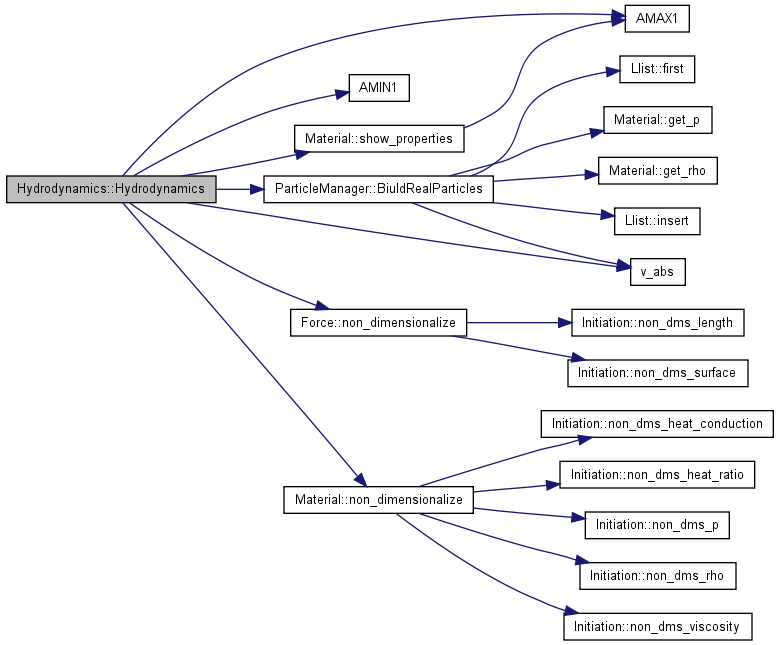 AMAX1
Llist::first
AMIN1
Material::get_p
Material::show_properties
Material::get_rho
Hydrodynamics::Hydrodynamics
ParticleManager::BiuldRealParticles
Llist::insert
v_abs
Force::non_dimensionalize
Initiation::non_dms_length
Initiation::non_dms_surface
Initiation::non_dms_heat_conduction
Initiation::non_dms_heat_ratio
Material::non_dimensionalize
Initiation::non_dms_p
Initiation::non_dms_rho
Initiation::non_dms_viscosity